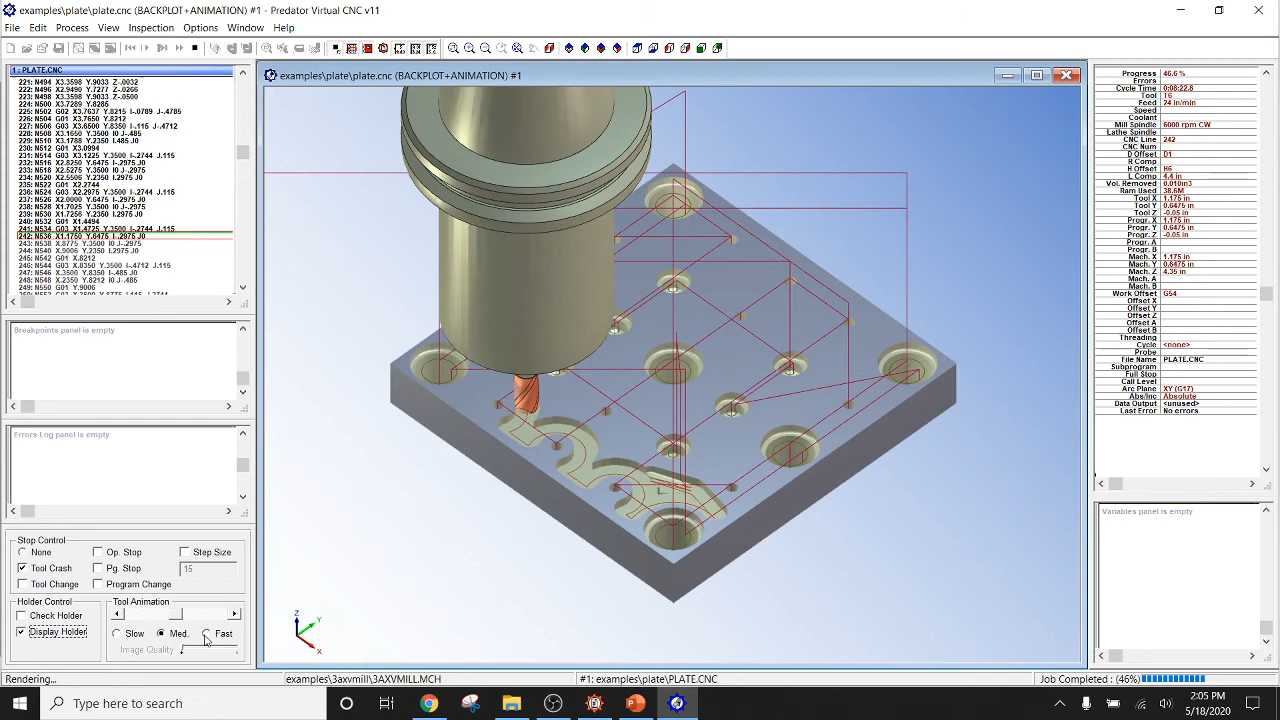 examples\plate\plate.cnc (BACKPLOT+ANIMATION) #1 - Predator Virtual CNC v11
File Edit Process View Inspection Options Window Help
1: PLATE.CNC
221: N494 X3.3598 Y.9033 Z-.0032
222: N496 X2.9490 Y.7277 Z-.0266
223: N498 X3.3598 Y.9033 Z-.0500
224: N500 X3.7289 Y.8285
225: N502 G02 X3.7637 Y.8215 I-.0789 J-.4785
226: N504 G01 X3.7650 Y.8212
227: N506 G03 X3.6500 Y.8350 I-.115 J-.4712
228: N508 X3.1650 Y.3500 I0 J-.485
229: N510 X3.1788 Y.2350 I.485 J0
230: N512 G01 X3.0994
231: N514 G03 X3.1225 Y.3500 I-.2744 J.115
232: N516 X2.8250 Y.6475 I-.2975 J0
233: N518 X2.5275 Y.3500 I0 J-.2975
234: N520 X2.5506 Y.2350 I.2975 J0
235: N522 G01 X2.2744
236: N524 G03 X2.2975 Y.3500 I-.2744 J.115
237: N526 X2.0000 Y.6475 I-.2975 J0
238: N528 X1.7025 Y.3500 I0 J-.2975
239: N530 X1.7256 Y.2350 I.2975 J0
240: N532 G01 X1.4494
241: N534 G03 X1.4725 Y.3500 I-.2744 J.115
242: N536 X1.1750 Y.6475 I-.2975 J0
243: N538 X.8775 Y.3500 I0 J-.2975
244: N540 X.9006 Y.2350 I.2975 J0
245: N542 G01 X.8212
246: N544 G03 X.8350 Y.3500 I-.4712 J.115
247: N546 X.3500 Y.8350 I-.485 J0
248: N548 X.2350 Y.8212 I0 J-.485
249: N550 G01 Y.9006
Breakpoints panel is empty
Errors Log panel is empty
Stop Control
None Op. Stop Step Size
Tool Crash Pg. Stop 15
Tool Change Program Change
Holder Control
Check Holder
Display Holder
Tool Animation
Slow Med. Fast
Image Quality
examples\plate\plate.cnc (BACKPLOT+ANIMATION) #1
Z
Y
X
Progress 46.6 %
Errors
Cycle Time 0:08:22.8
Tool T6
Feed 24 in/min
Speed
Coolant
Mill Spindle 6000 rpm CW
Lathe Spindle
CNC Line 242
CNC Num
D Offset D1
R Comp
H Offset H6
L Comp 4.4 in
Vol. Removed 0.010in3
Ram Used 38.6M
Tool X 1.175 in
Tool Y 0.6475 in
Tool Z -0.05 in
Progr. X 1.175 in
Progr. Y 0.6475 in
Progr. Z -0.05 in
Progr. A
Progr. B
Mach. X 1.175 in
Mach. Y 0.6475 in
Mach. Z 4.35 in
Mach. A
Mach. B
Work Offset G54
Offset X
Offset Y
Offset Z
Offset A
Offset B
Threading
Cycle <none>
Probe
File Name PLATE.CNC
Subprogram
Full Stop
Call Level
Arc Plane XY (G17)
Abs/Inc Absolute
Data Output <unused>
Last Error No errors
Variables panel is empty
Rendering... examples\3axvmill\3AXVMILL.MCH #1: examples\plate\PLATE.CNC Job Completed : (46%)
Type here to search
2:05 PM
5/18/2020